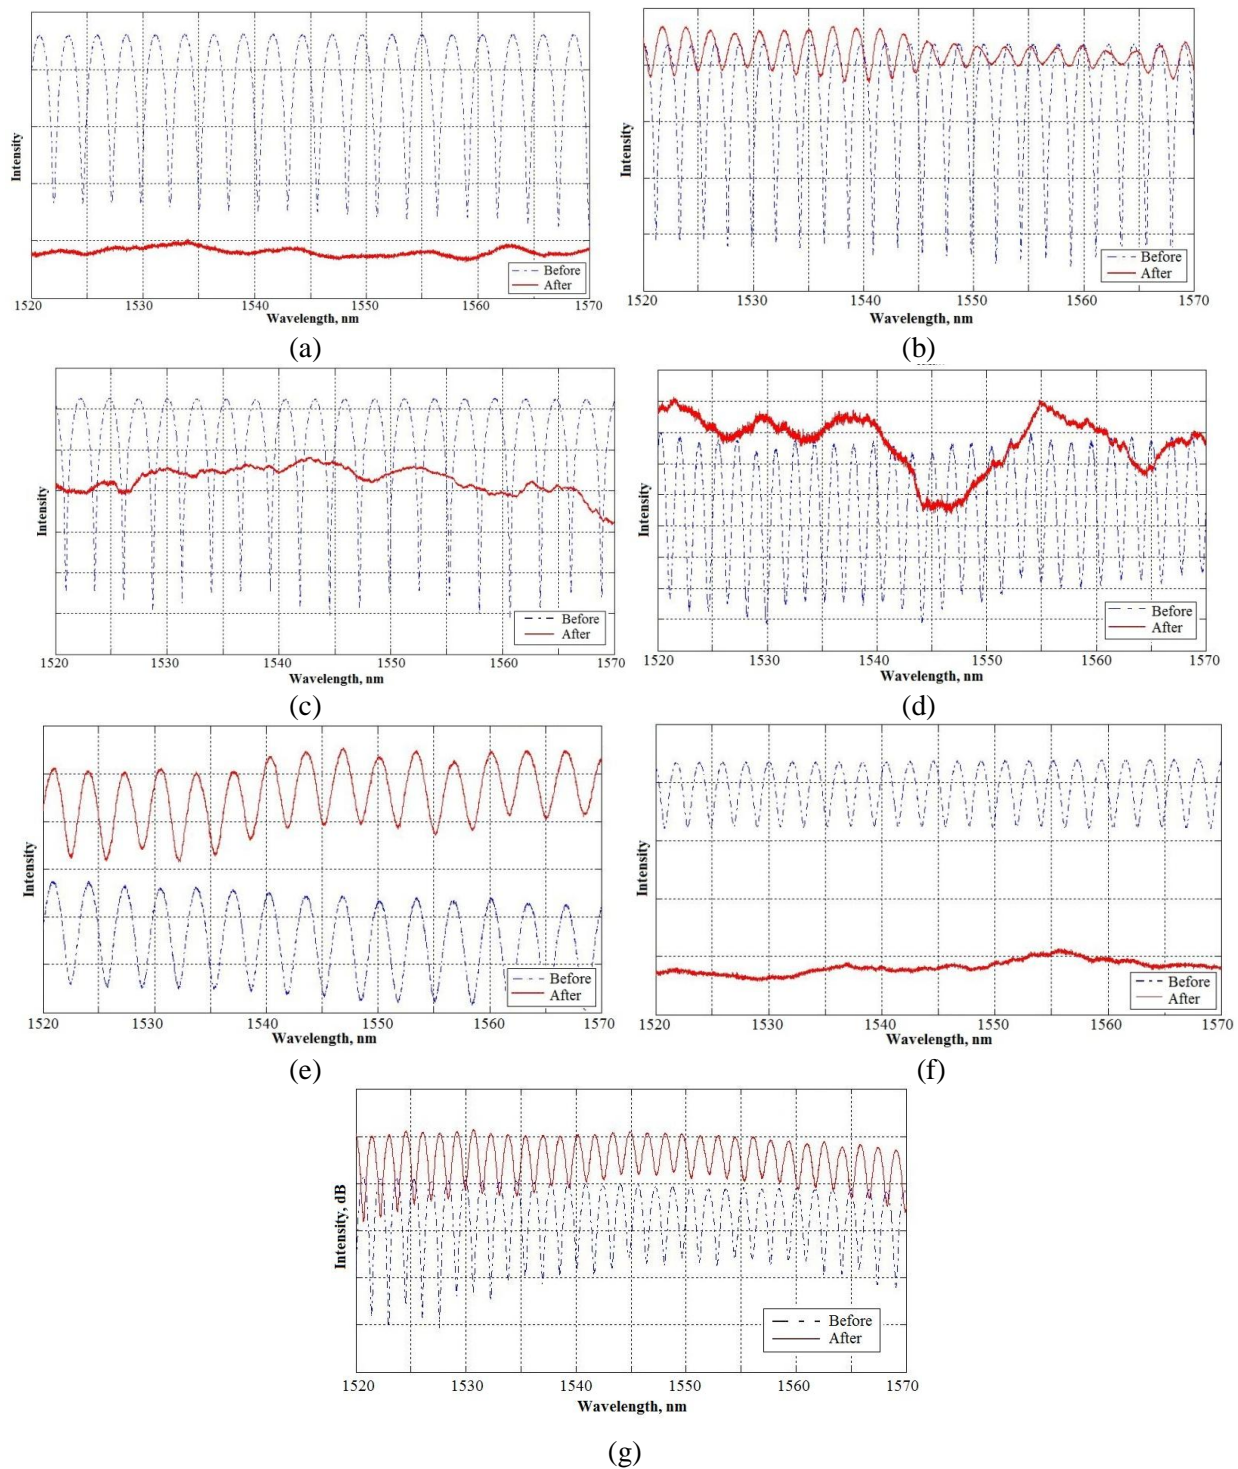 Intensity
Before
After
1520 1530 1540 1550 1560 1570
Wavelength, nm
(a)
Intensity
Before
After
1520 1530 1540 1550 1560 1570
Wavelength, nm
(b)
Intensity
Before
After
1520 1530 1540 1550 1560 1570
Wavelength, nm
(c)
Intensity
Before
After
1520 1530 1540 1550 1560 1570
Wavelength, nm
(d)
Intensity
Before
After
1520 1530 1540 1550 1560 1570
Wavelength, nm
(e)
Intensity
Before
After
1520 1530 1540 1550 1560 1570
Wavelength, nm
(f)
Intensity, dB
Before
After
1520 1530 1540 1550 1560 1570
Wavelength, nm
(g)